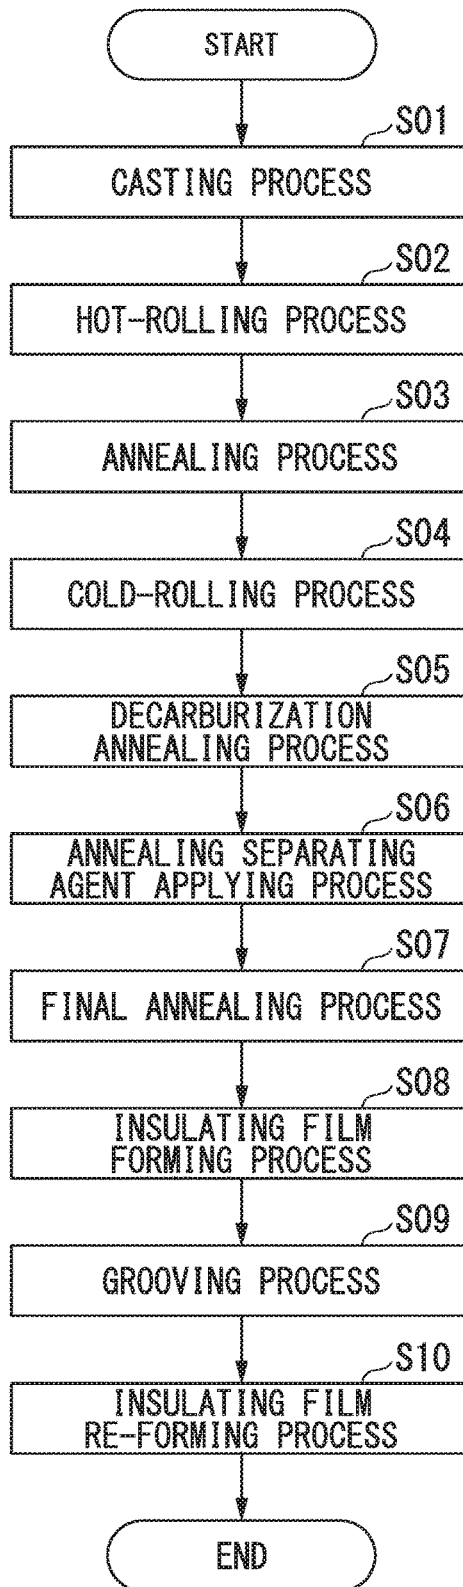 START
S01
CASTING PROCESS
S02
HOT-ROLLING PROCESS
S03
ANNEALING PROCESS
S04
COLD-ROLLING PROCESS
S05
DECARBURIZATION
ANNEALING PROCESS
S06
ANNEALING SEPARATING
AGENT APPLYING PROCESS
S07
FINAL ANNEALING PROCESS
S08
INSULATING FILM
FORMING PROCESS
S09
GROOVING PROCESS
S10
INSULATING FILM
RE-FORMING PROCESS
END